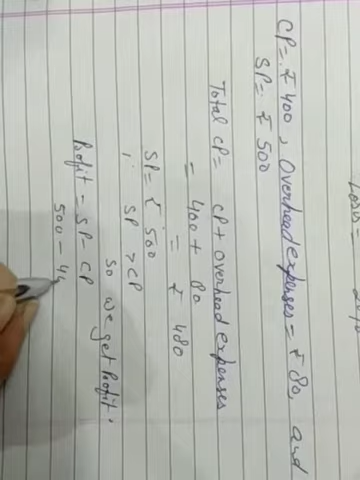 Loss =
CP = ₹ 400, Overhead expenses = ₹ 80, and
SP = ₹ 500
Total CP = CP + overhead expenses
= 400 + 80
= ₹ 480
SP = ₹ 500
∵ SP > CP
So we get Profit.
Profit = SP - CP
500 - 4